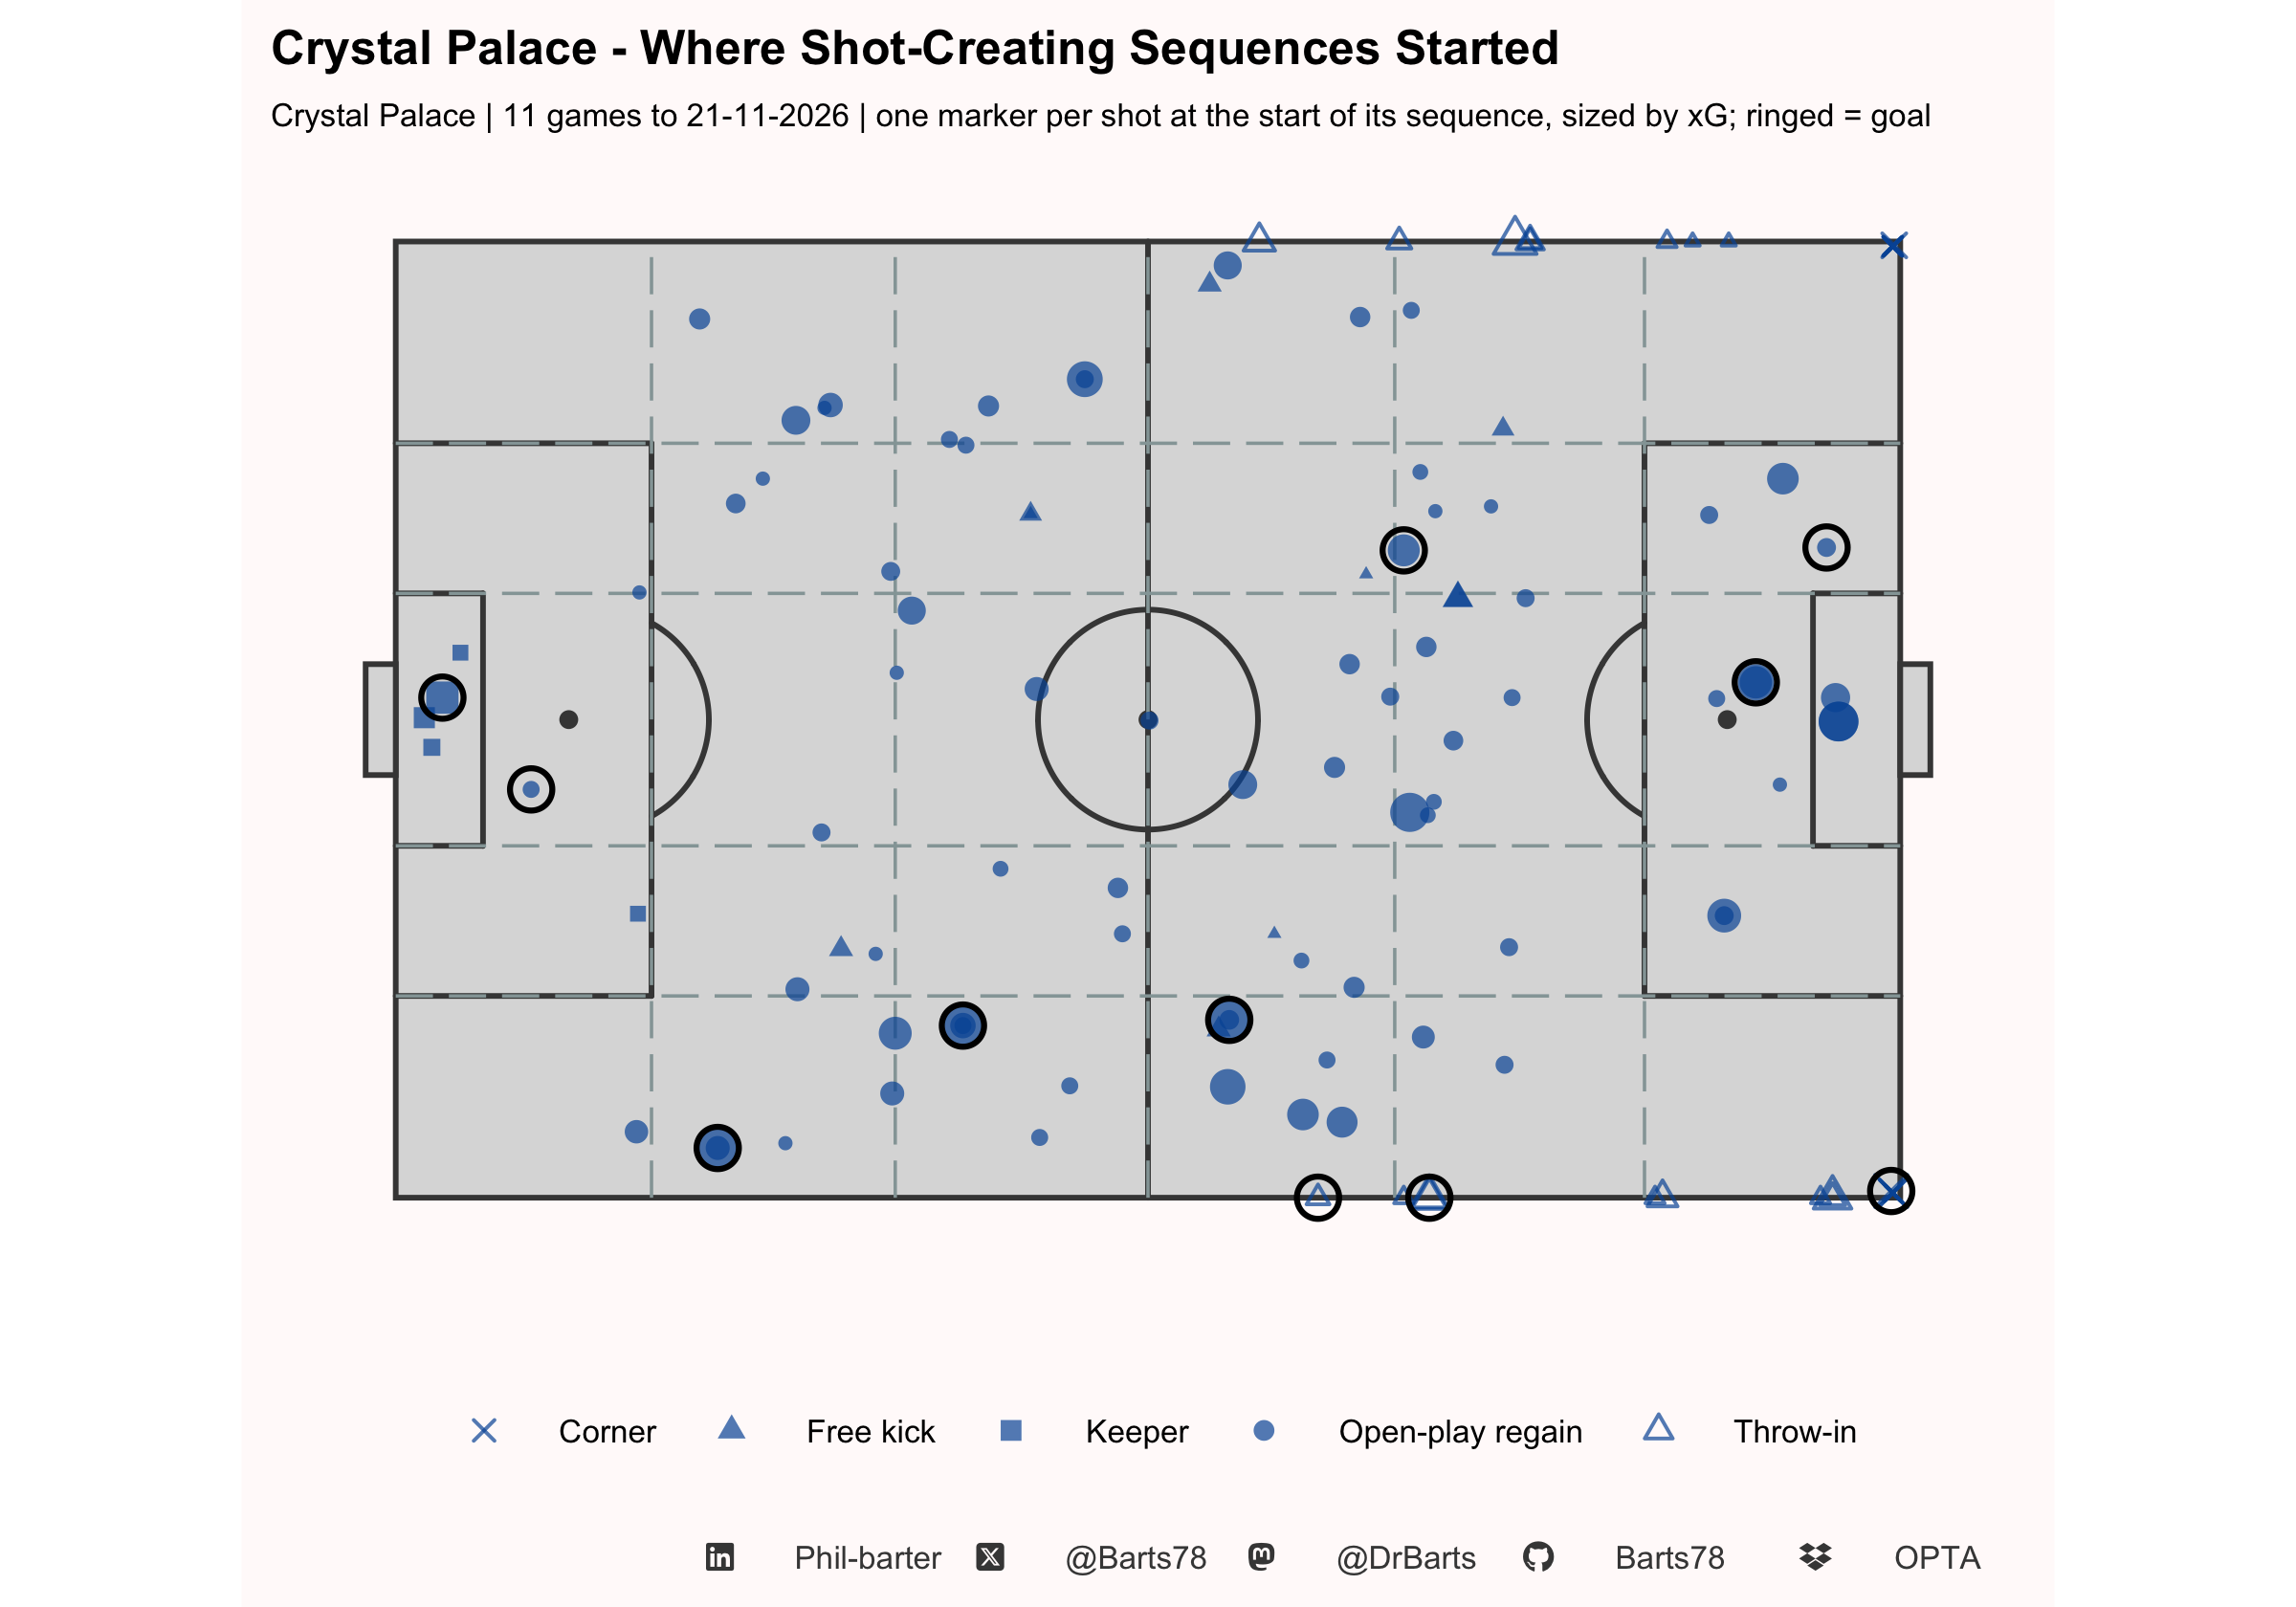 Crystal Palace - Where Shot-Creating Sequences Started
Crystal Palace | 11 games to 21-11-2026 | one marker per shot at the start of its sequence, sized by xG; ringed = goal
Corner Free kick Keeper Open-play regain Throw-in
Phil-barter @Barts78 @DrBarts Barts78 OPTA